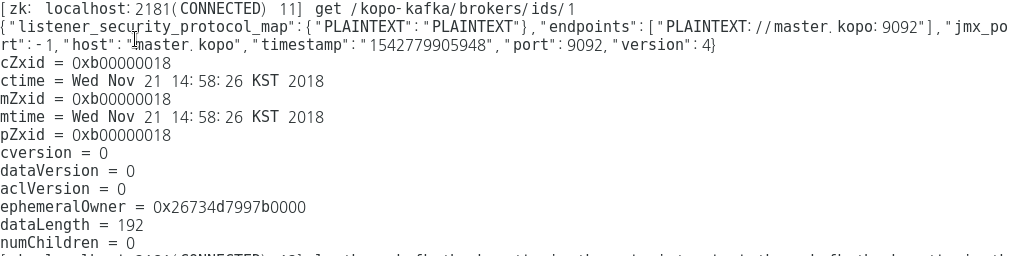 [zk: localhost:2181(CONNECTED) 11] get /kopo-kafka/brokers/ids/1
{"listener_security_protocol_map":{"PLAINTEXT":"PLAINTEXT"},"endpoints":["PLAINTEXT://master.kopo:9092"],"jmx_po
rt":-1,"host":"master.kopo","timestamp":"1542779905948","port":9092,"version":4}
cZxid = 0xb00000018
ctime = Wed Nov 21 14:58:26 KST 2018
mZxid = 0xb00000018
mtime = Wed Nov 21 14:58:26 KST 2018
pZxid = 0xb00000018
cversion = 0
dataVersion = 0
aclVersion = 0
ephemeralOwner = 0x26734d7997b0000
dataLength = 192
numChildren = 0